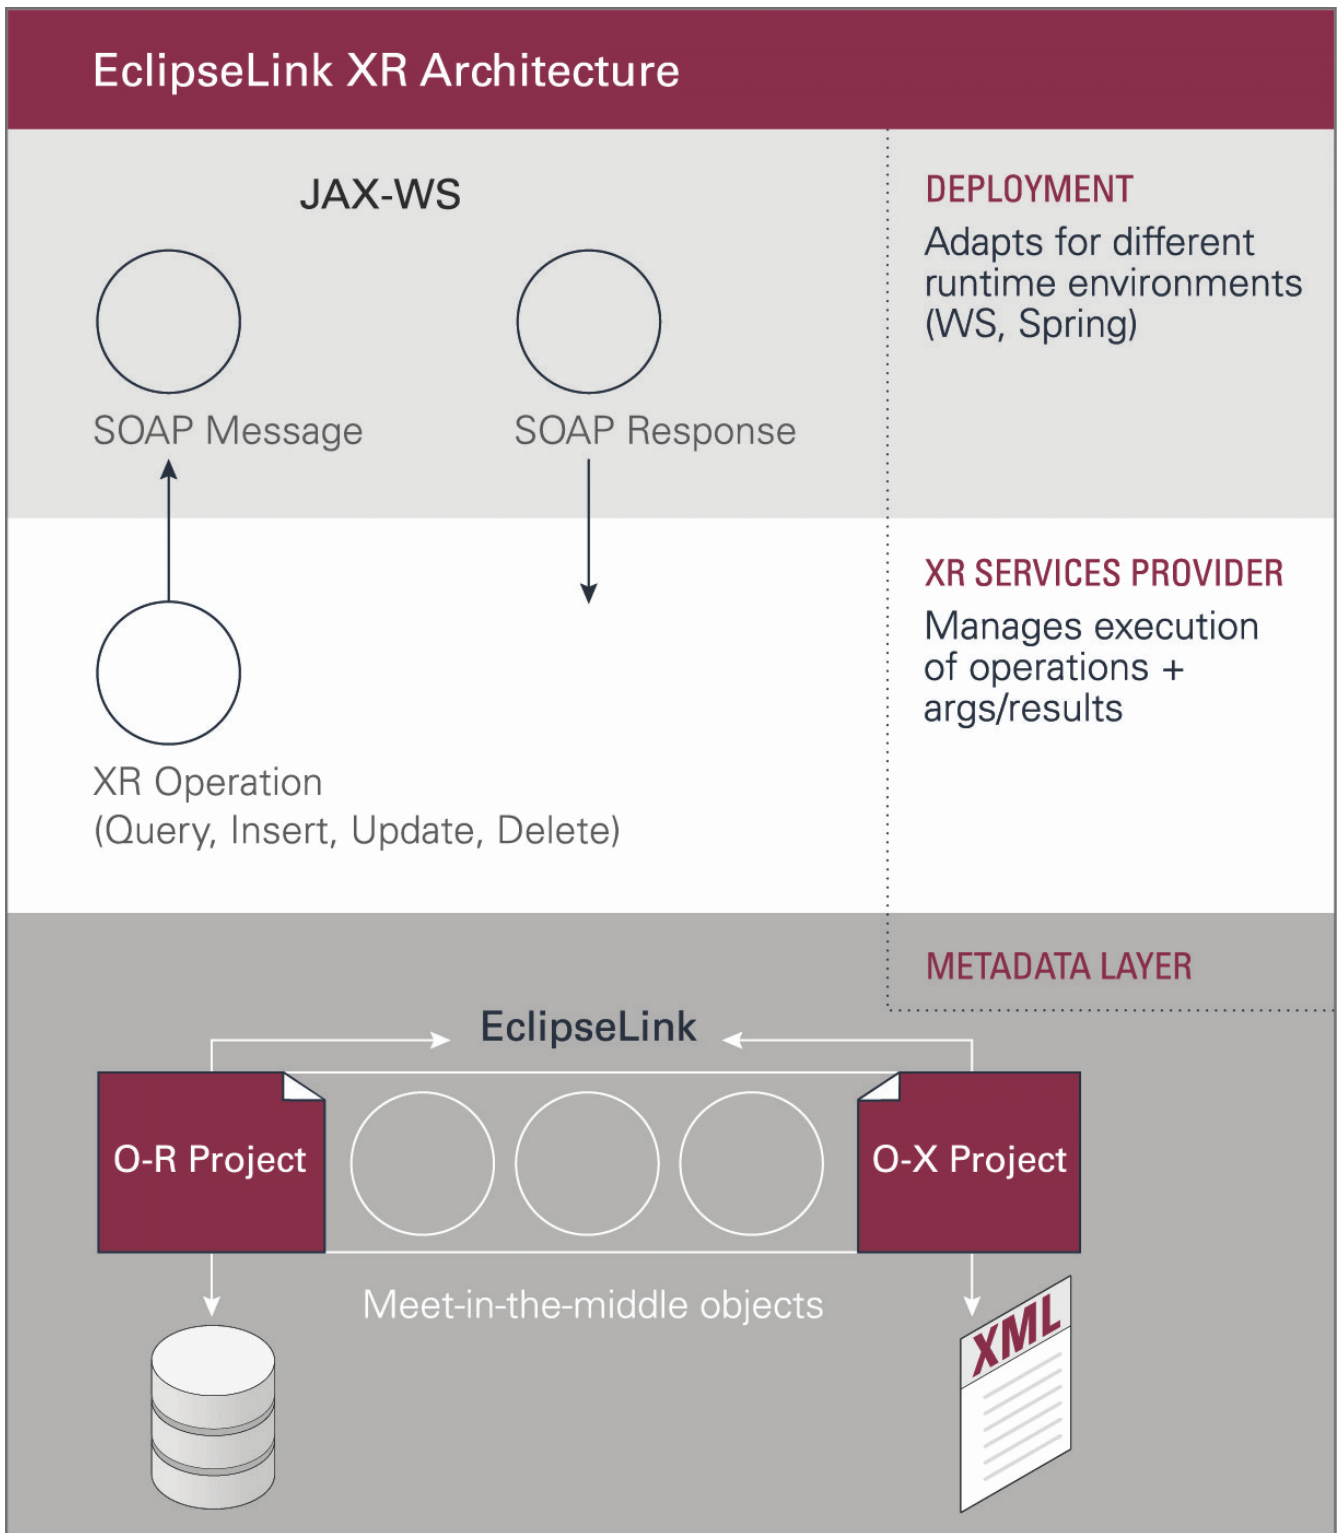 EclipseLink XR Architecture
JAX-WS
DEPLOYMENT
Adapts for different
runtime environments
(WS, Spring)
SOAP Message
SOAP Response
XR SERVICES PROVIDER
Manages execution
of operations +
args/results
XR Operation
(Query, Insert, Update, Delete)
METADATA LAYER
EclipseLink
O-R Project
O-X Project
Meet-in-the-middle objects
XML